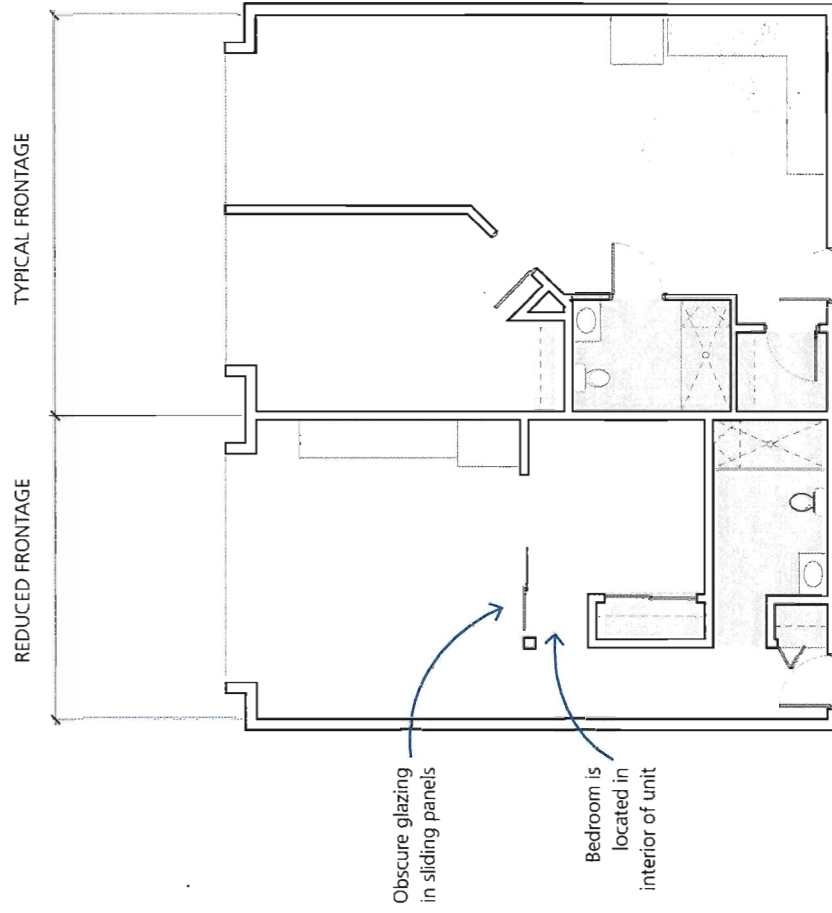 REDUCED FRONTAGE
TYPICAL FRONTAGE
Obscure glazing
in sliding panels
Bedroom is
located in
interior of unit